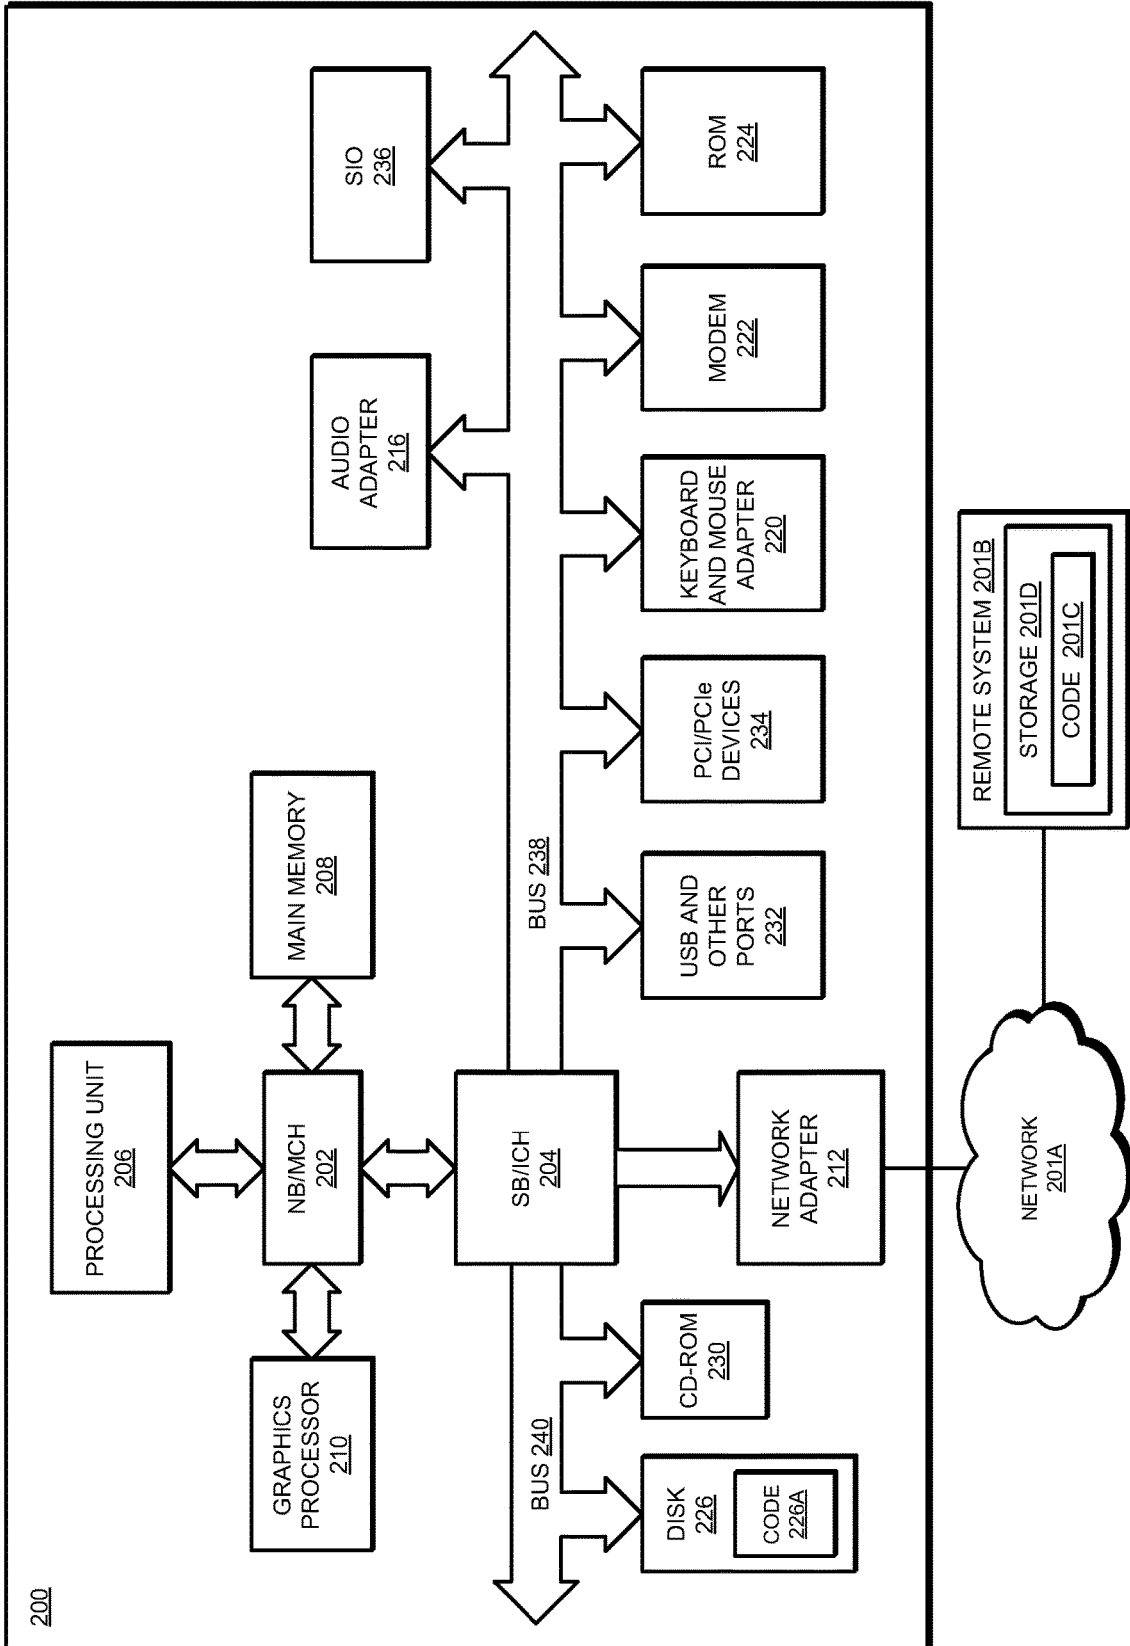 200
PROCESSING UNIT
206
GRAPHICS
PROCESSOR
210
NB/MCH
202
MAIN MEMORY
208
AUDIO
ADAPTER
216
SIO
236
SB/ICH
204
BUS 240
BUS 238
DISK
226
CODE
226A
CD-ROM
230
NETWORK
ADAPTER
212
USB AND
OTHER
PORTS
232
PCI/PCIe
DEVICES
234
KEYBOARD
AND MOUSE
ADAPTER
220
MODEM
222
ROM
224
NETWORK
201A
REMOTE SYSTEM 201B
STORAGE 201D
CODE 201C